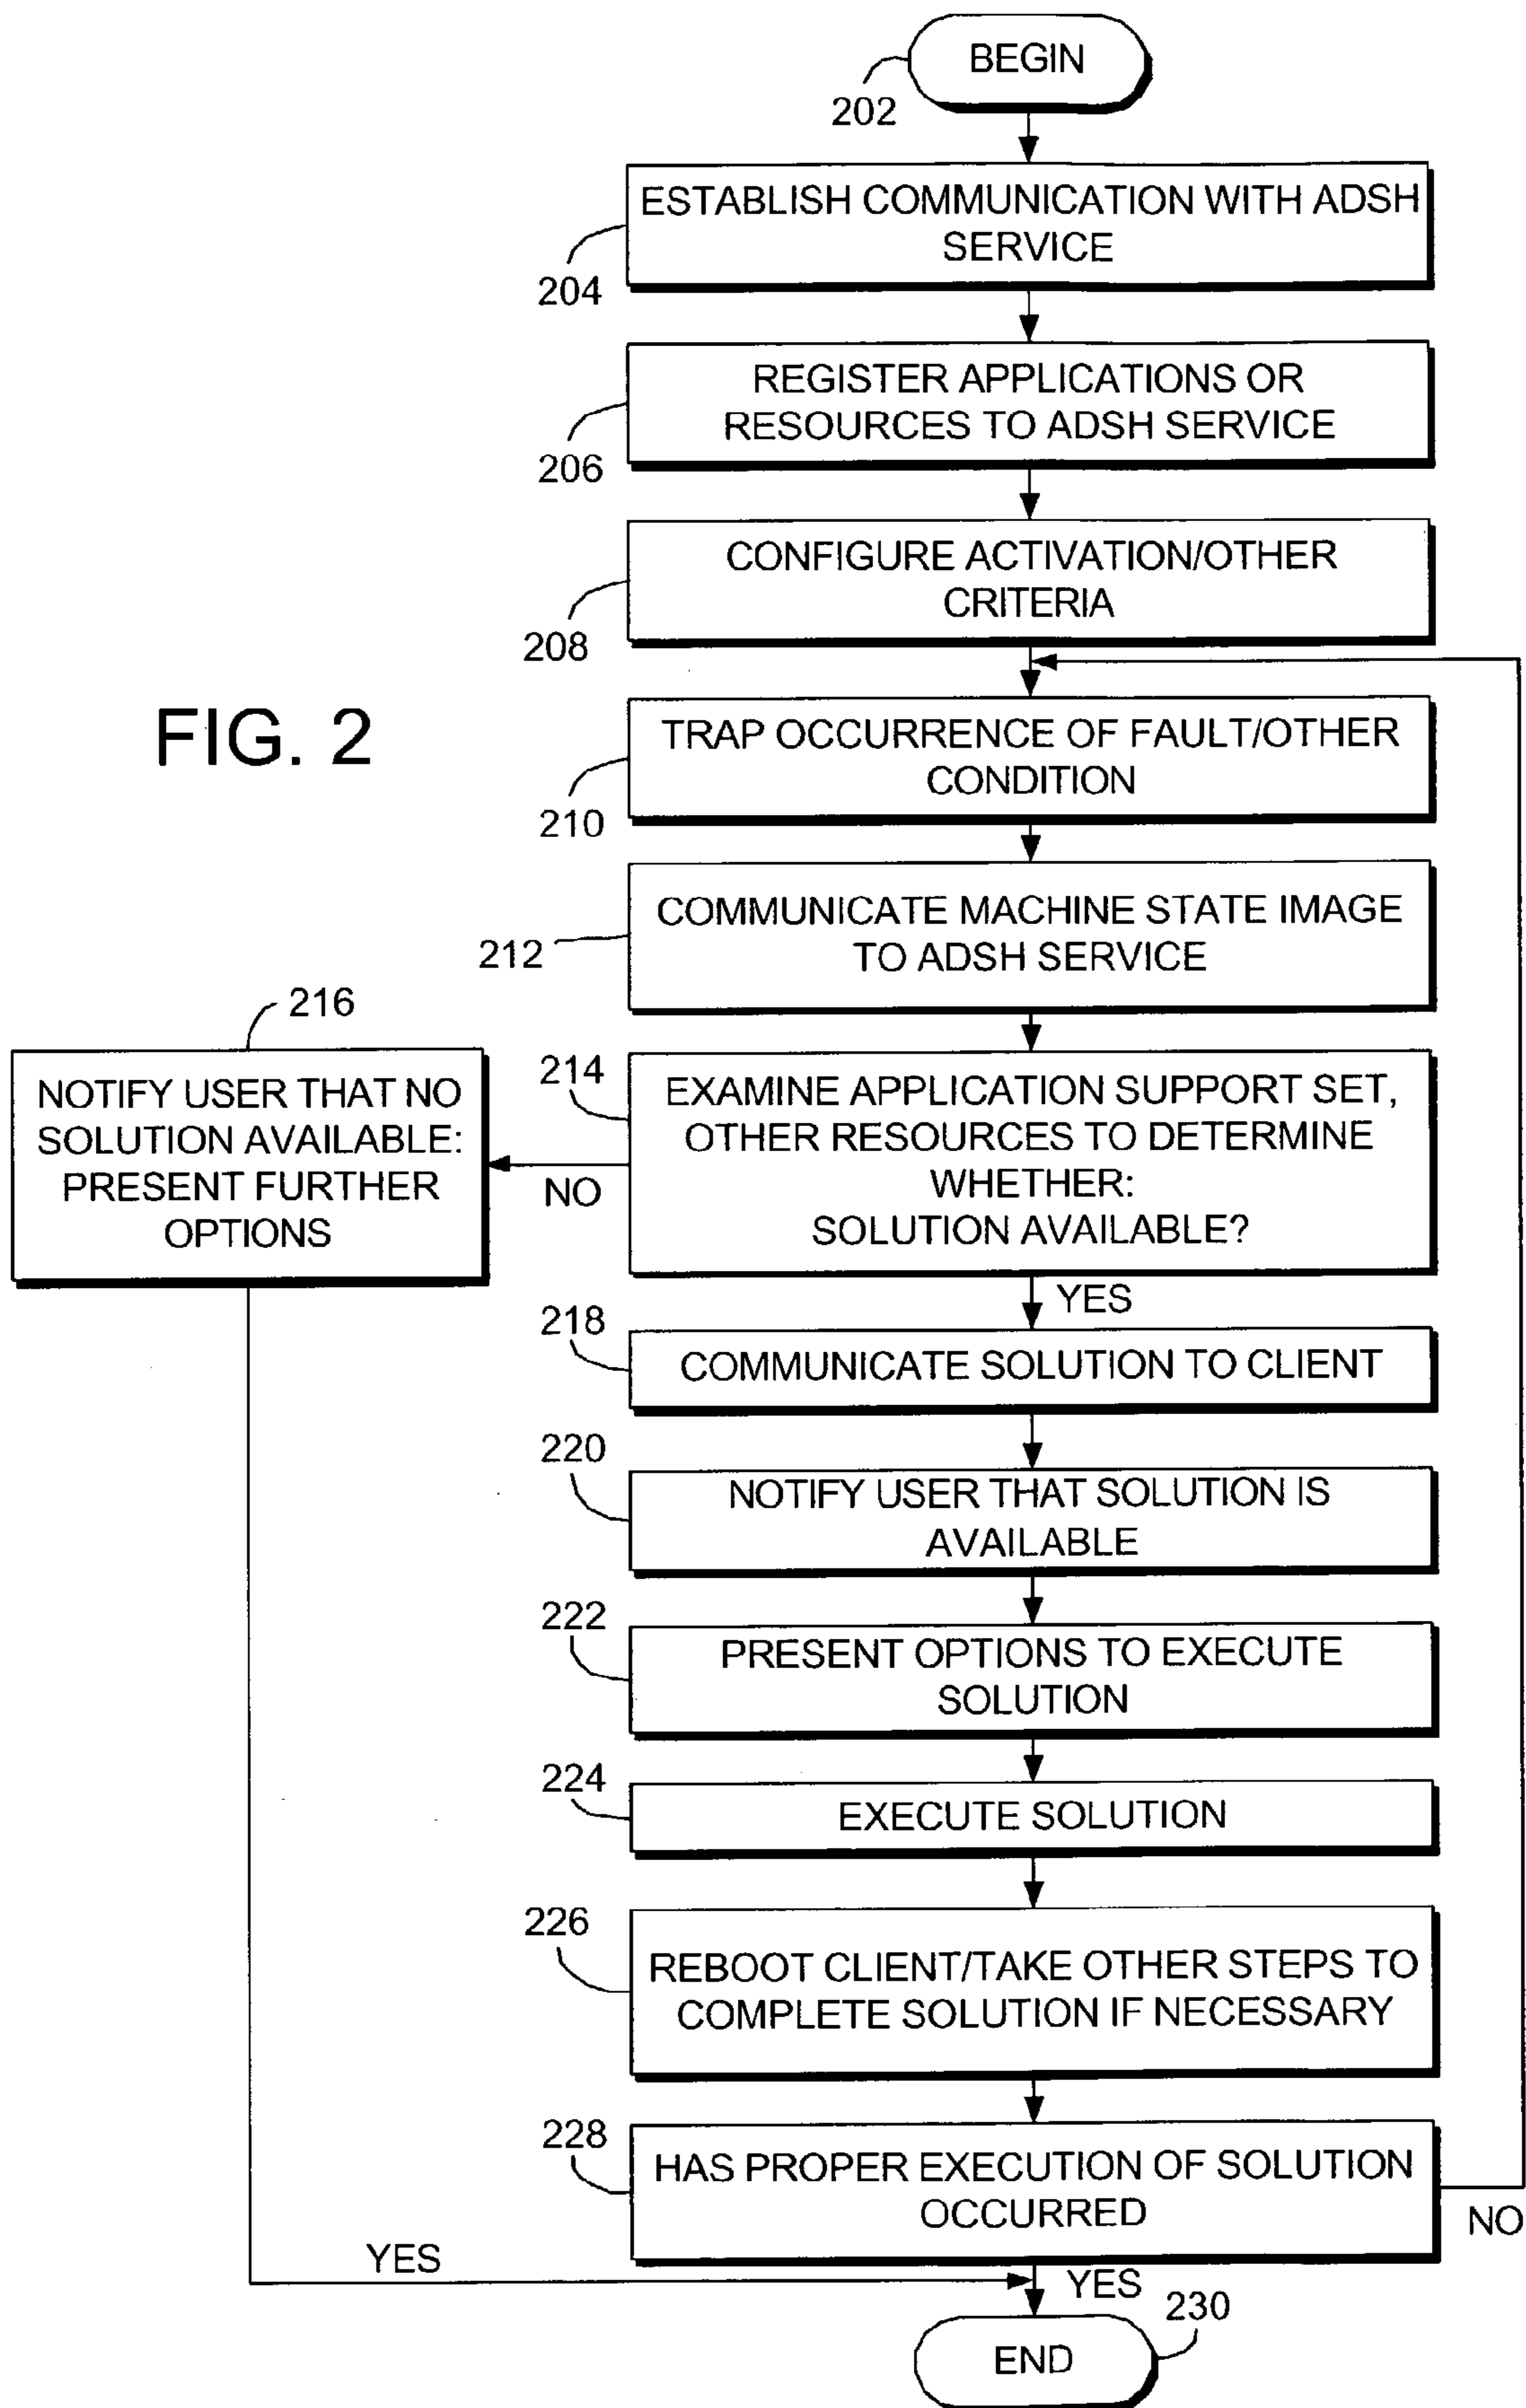 BEGIN
202
ESTABLISH COMMUNICATION WITH ADSH
SERVICE
204
REGISTER APPLICATIONS OR
RESOURCES TO ADSH SERVICE
206
CONFIGURE ACTIVATION/OTHER
CRITERIA
208
FIG. 2
TRAP OCCURRENCE OF FAULT/OTHER
CONDITION
210
COMMUNICATE MACHINE STATE IMAGE
TO ADSH SERVICE
212
216
NOTIFY USER THAT NO
SOLUTION AVAILABLE:
PRESENT FURTHER
OPTIONS
214
EXAMINE APPLICATION SUPPORT SET,
OTHER RESOURCES TO DETERMINE
WHETHER:
SOLUTION AVAILABLE?
NO
YES
218
COMMUNICATE SOLUTION TO CLIENT
220
NOTIFY USER THAT SOLUTION IS
AVAILABLE
222
PRESENT OPTIONS TO EXECUTE
SOLUTION
224
EXECUTE SOLUTION
226
REBOOT CLIENT/TAKE OTHER STEPS TO
COMPLETE SOLUTION IF NECESSARY
228
HAS PROPER EXECUTION OF SOLUTION
OCCURRED
NO
YES
YES
230
END